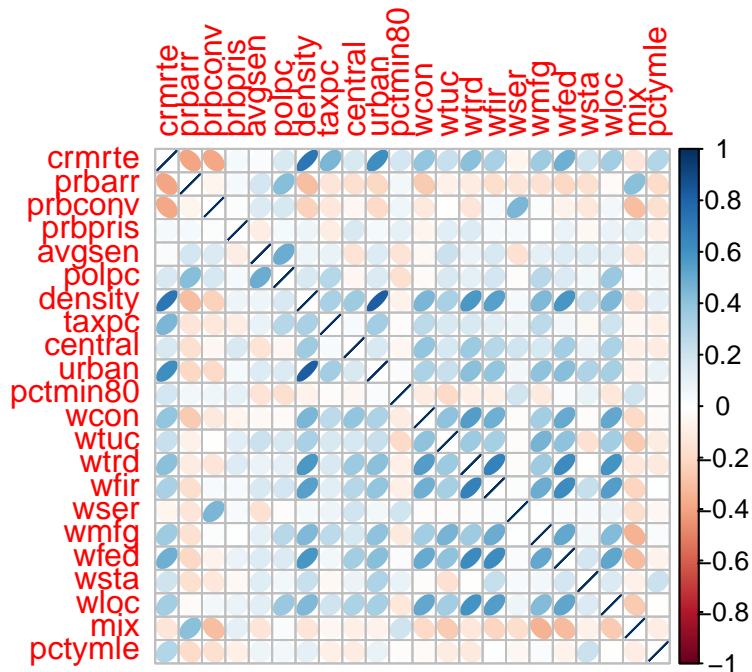 crmrte
prbarr
prbconv
prbpris
avgsen
polpc
density
taxpc
central
urban
pctmin80
wcon
wtuc
wtrd
wfir
wser
wmfg
wfed
wsta
wloc
mix
pctymle
crmrte
prbarr
prbconv
prbpris
avgsen
polpc
density
taxpc
central
urban
pctmin80
wcon
wtuc
wtrd
wfir
wser
wmfg
wfed
wsta
wloc
mix
pctymle
1
0.8
0.6
0.4
0.2
0
−0.2
−0.4
−0.6
−0.8
−1